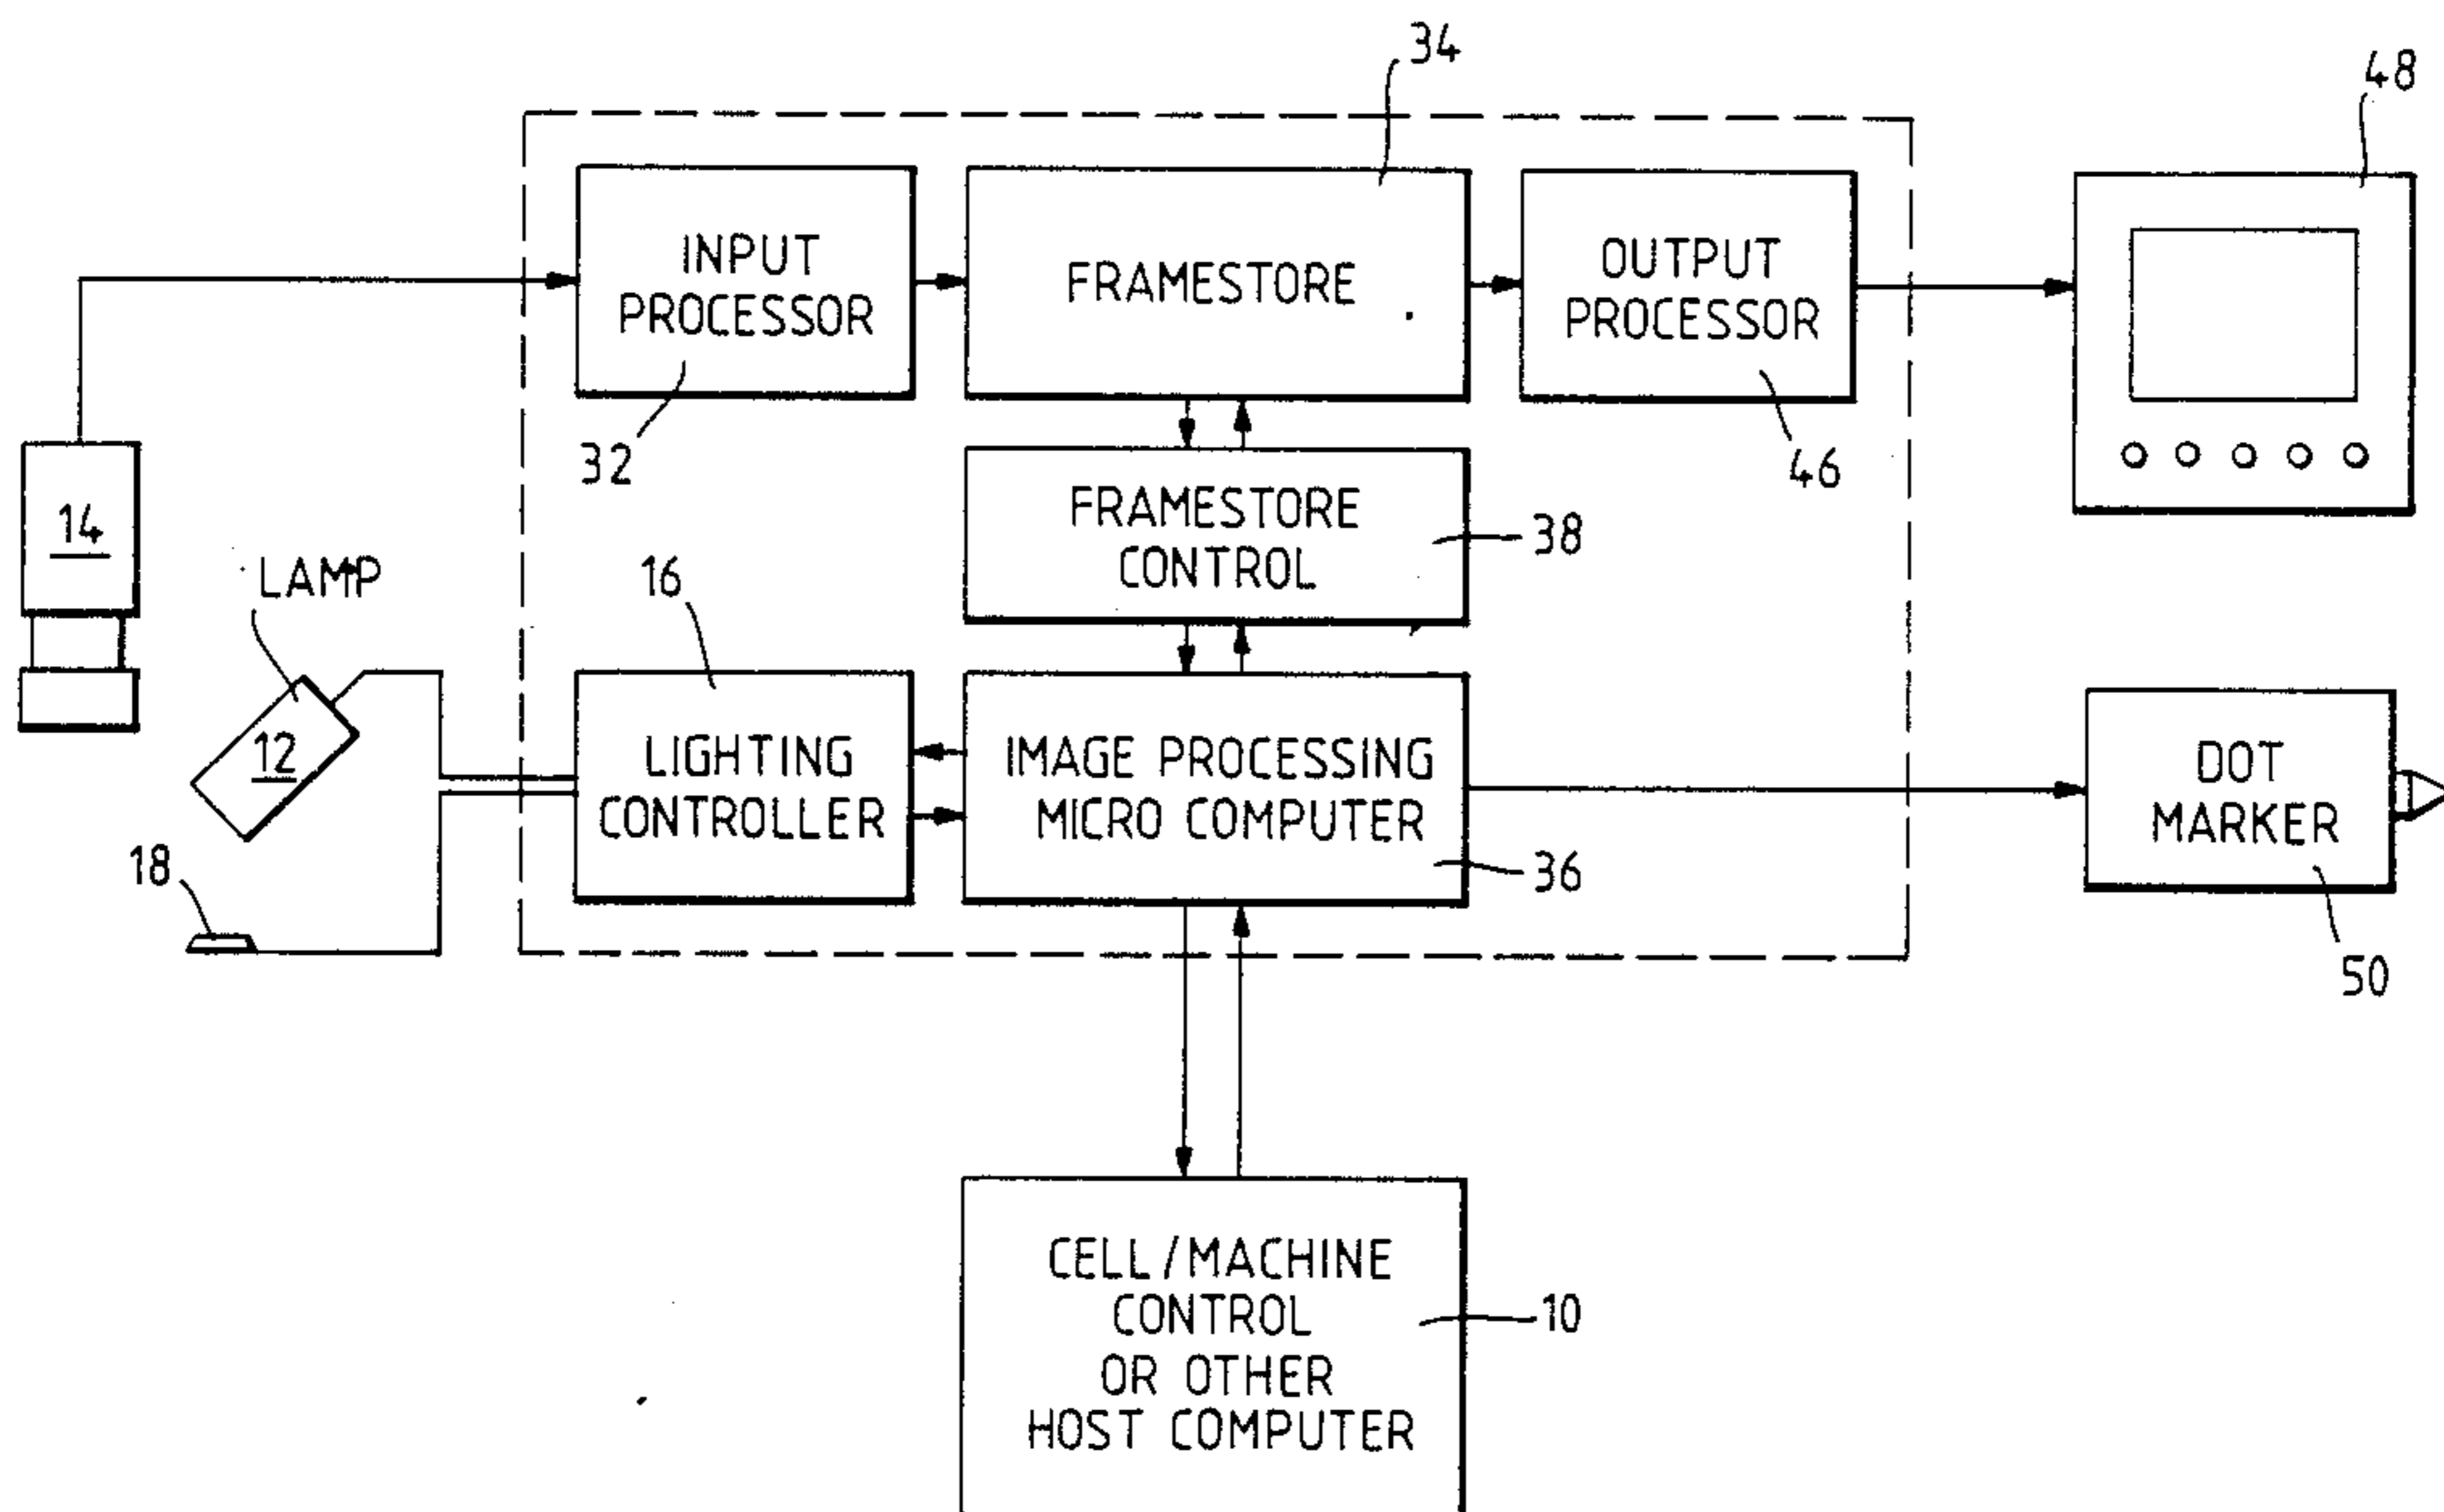 34
48
INPUT
PROCESSOR
FRAMESTORE
OUTPUT
PROCESSOR
32
46
14
FRAMESTORE
CONTROL
38
LAMP
16
12
LIGHTING
CONTROLLER
IMAGE PROCESSING
MICRO COMPUTER
DOT
MARKER
18
36
50
CELL/MACHINE
CONTROL
OR OTHER
HOST COMPUTER
10